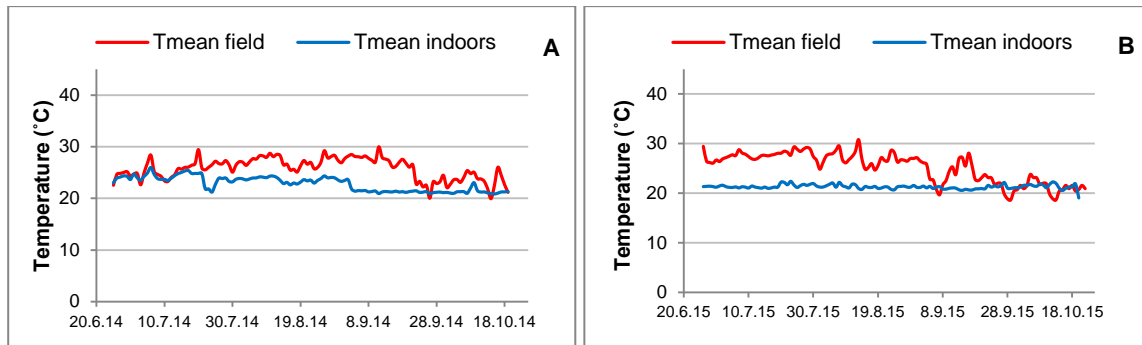 Tmean field Tmean indoors A
Temperature (˚C)
40
30
20
10
0
20.6.14 10.7.14 30.7.14 19.8.14 8.9.14 28.9.14 18.10.14
Tmean field Tmean indoors B
Temperature (˚C)
40
30
20
10
0
20.6.15 10.7.15 30.7.15 19.8.15 8.9.15 28.9.15 18.10.15